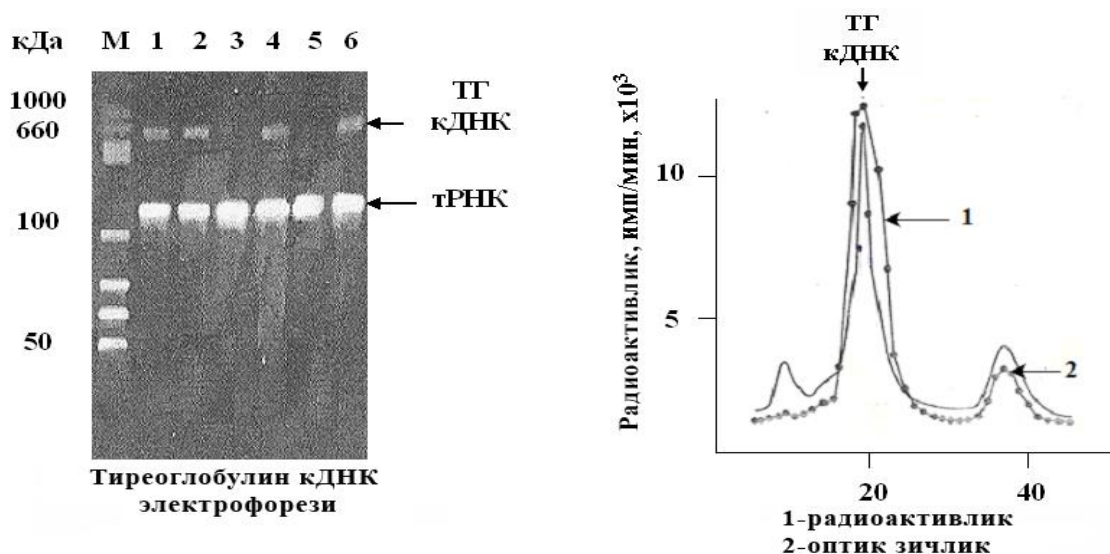 кДа М 1 2 3 4 5 6
1000
660
100
50
ТГ
кДНК
тРНК
Тиреоглобулин кДНК
электрофорези
ТГ
кДНК
Радиоактивлик, имп/мин, х10³
10
5
1
2
20 40
1-радиоактивлик
2-оптик зичлик